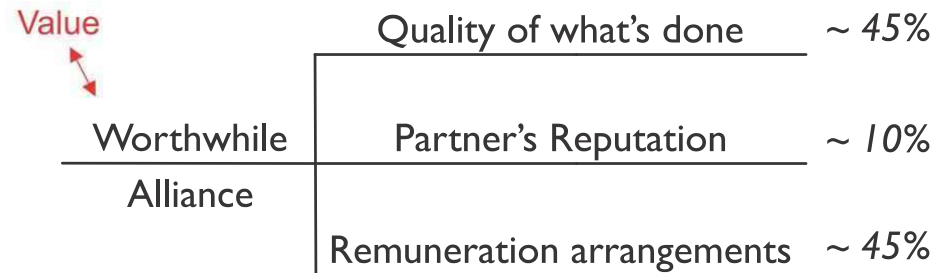 Value
Quality of what's done ~ 45%
Worthwhile Partner's Reputation ~ 10%
Alliance
Remuneration arrangements ~ 45%